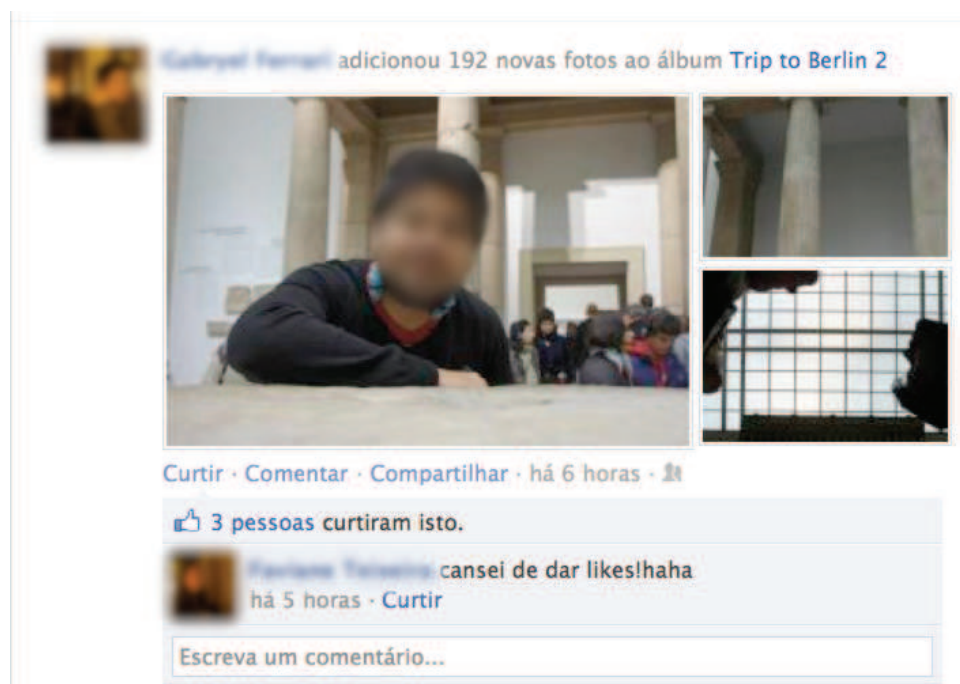 adicionou 192 novas fotos ao álbum Trip to Berlin 2
Curtir · Comentar · Compartilhar · há 6 horas ·
3 pessoas curtiram isto.
cansei de dar likes!haha
há 5 horas · Curtir
Escreva um comentário...